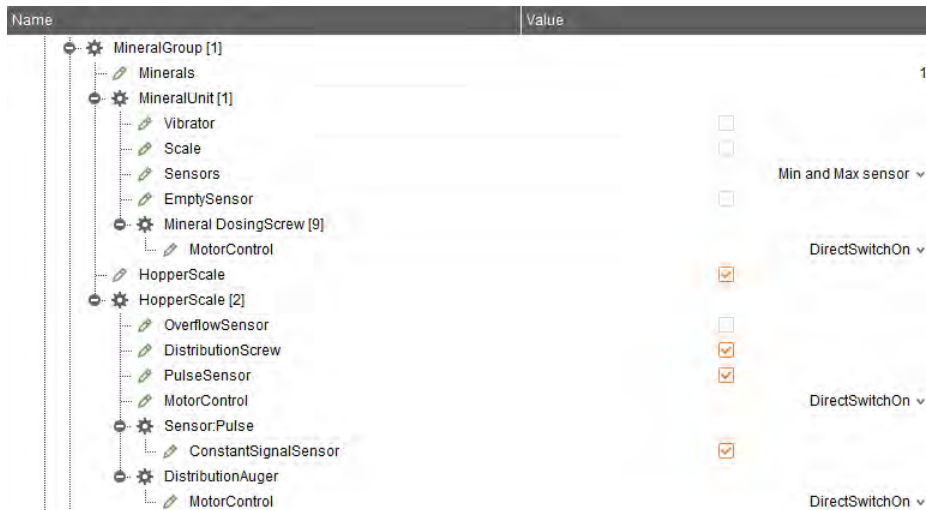 Name Value
MineralGroup [1]
Minerals 1
MineralUnit [1]
Vibrator
Scale
Sensors Min and Max sensor
EmptySensor
Mineral DosingScrew [9]
MotorControl DirectSwitchOn
HopperScale
HopperScale [2]
OverflowSensor
DistributionScrew
PulseSensor
MotorControl DirectSwitchOn
Sensor:Pulse
ConstantSignalSensor
DistributionAuger
MotorControl DirectSwitchOn